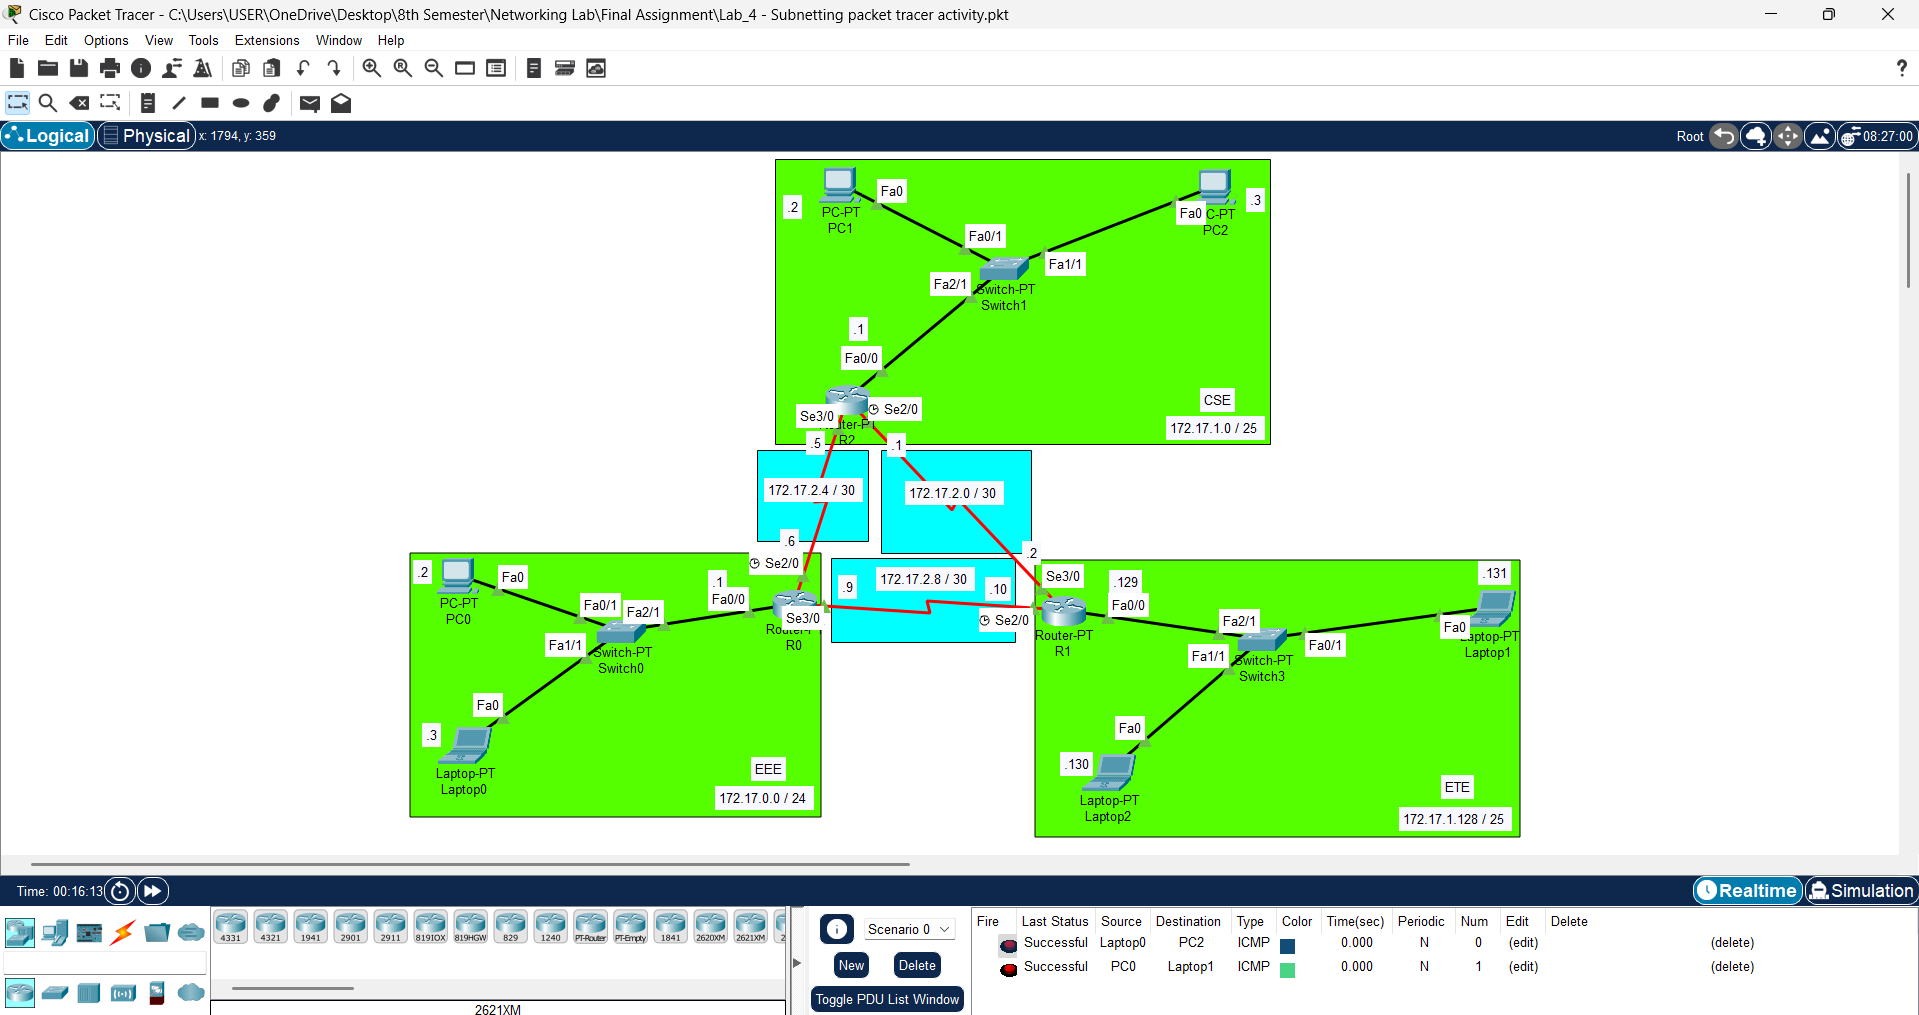 Cisco Packet Tracer - C:\Users\USER\OneDrive\Desktop\8th Semester\Networking Lab\Final Assignment\Lab_4 - Subnetting packet tracer activity.pkt
File Edit Options View Tools Extensions Window Help
?
Logical Physical x: 1794, y: 359 Root 08:27:00
.2
PC-PT
PC1
Fa0
Fa0/1
Fa0
C-PT
PC2
.3
Fa1/1
Fa2/1
Switch-PT
Switch1
.1
Fa0/0
Se3/0
Se2/0
R2
CSE
172.17.1.0 / 25
.5
.1
172.17.2.4 / 30
172.17.2.0 / 30
.6
.2
Se2/0
172.17.2.8 / 30
.9
.10
.2
PC-PT
PC0
Fa0
Fa0/1
Fa2/1
.1
Fa0/0
Se3/0
R0
Fa1/1
Switch-PT
Switch0
Fa0
.3
Laptop-PT
Laptop0
EEE
172.17.0.0 / 24
Se3/0
Se2/0
Router-PT
R1
.129
Fa0/0
Fa2/1
Fa1/1
Switch-PT
Switch3
Fa0/1
.131
Fa0
Laptop-PT
Laptop1
Fa0
.130
Laptop-PT
Laptop2
ETE
172.17.1.128 / 25
Time: 00:16:13 Realtime Simulation
4331 4321 1941 2901 2911 819IOX 819HGW 829 1240 PT-Router PT-Empty 1841 2620XM 2621XM
2621XM
Scenario 0
New Delete
Toggle PDU List Window
Fire Last Status Source Destination Type Color Time(sec) Periodic Num Edit Delete
Successful Laptop0 PC2 ICMP 0.000 N 0 (edit) (delete)
Successful PC0 Laptop1 ICMP 0.000 N 1 (edit) (delete)